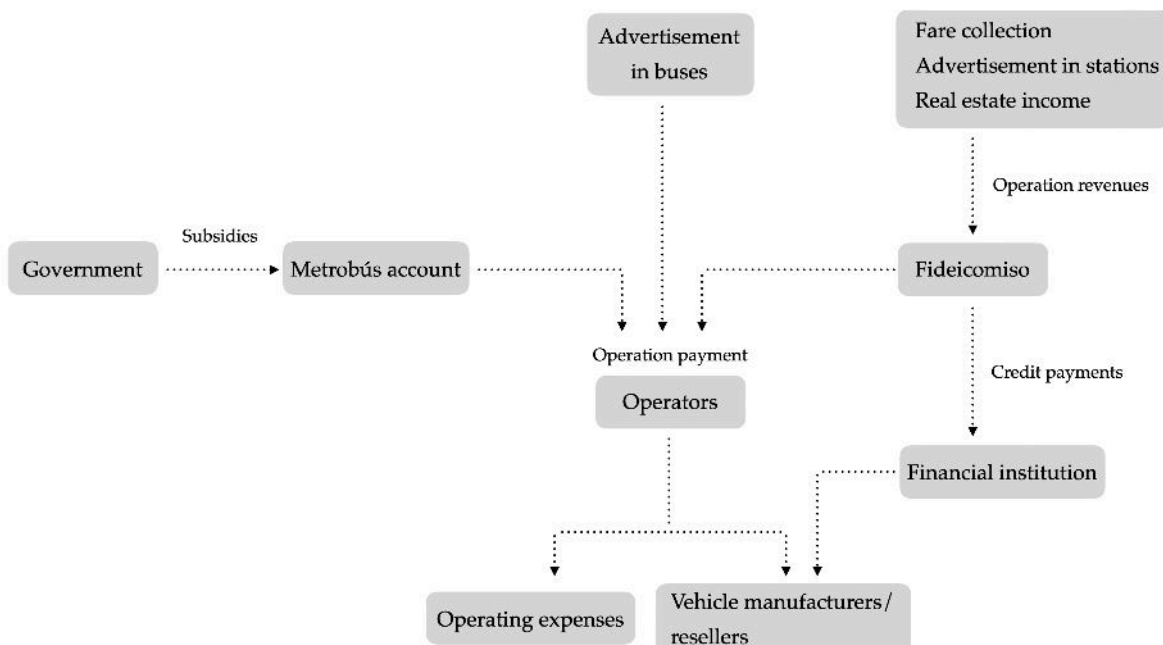 Advertisement
in buses
Fare collection
Advertisement in stations
Real estate income
Operation revenues
Subsidies
Government
Metrobús account
Fideicomiso
Operation payment
Operators
Credit payments
Financial institution
Operating expenses
Vehicle manufacturers/
resellers